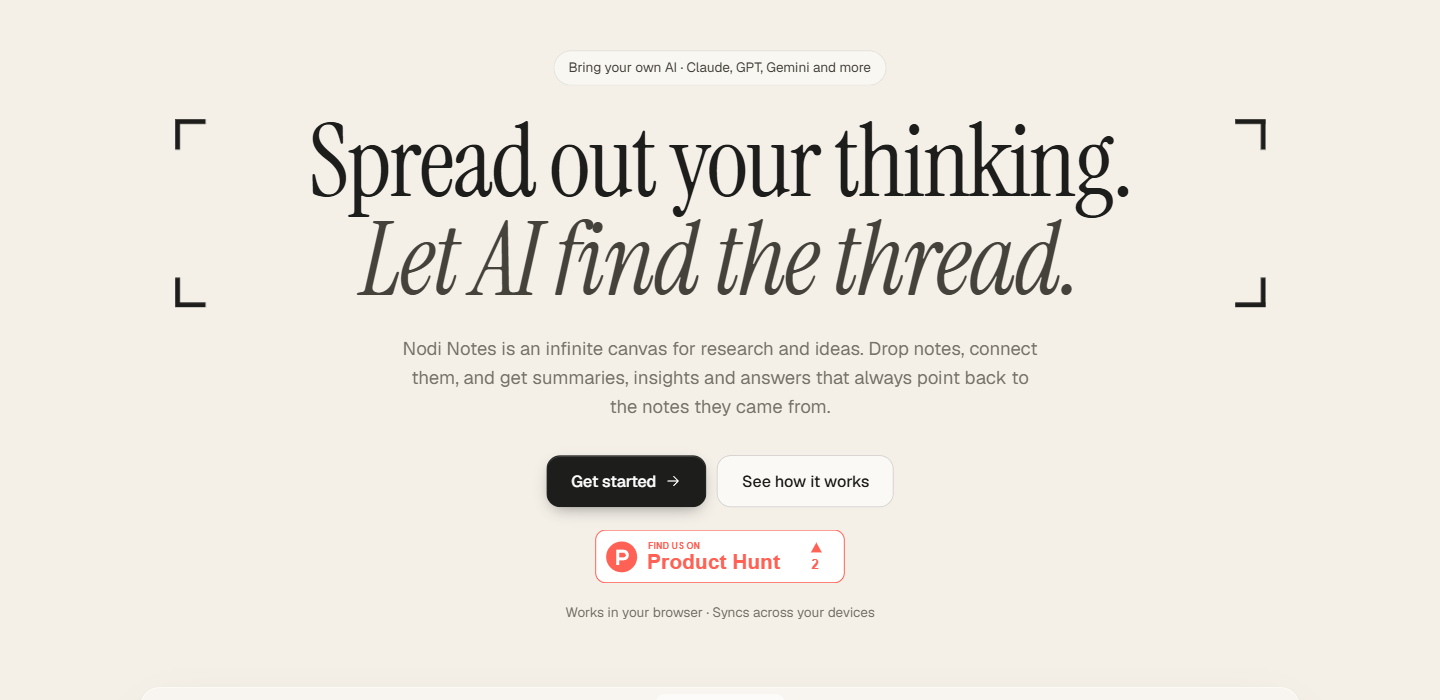 Bring your own AI · Claude, GPT, Gemini and more
Spread out your thinking.
Let AI find the thread.
Nodi Notes is an infinite canvas for research and ideas. Drop notes, connect
them, and get summaries, insights and answers that always point back to
the notes they came from.
Get started →
See how it works
P
FIND US ON
Product Hunt
▲
2
Works in your browser · Syncs across your devices